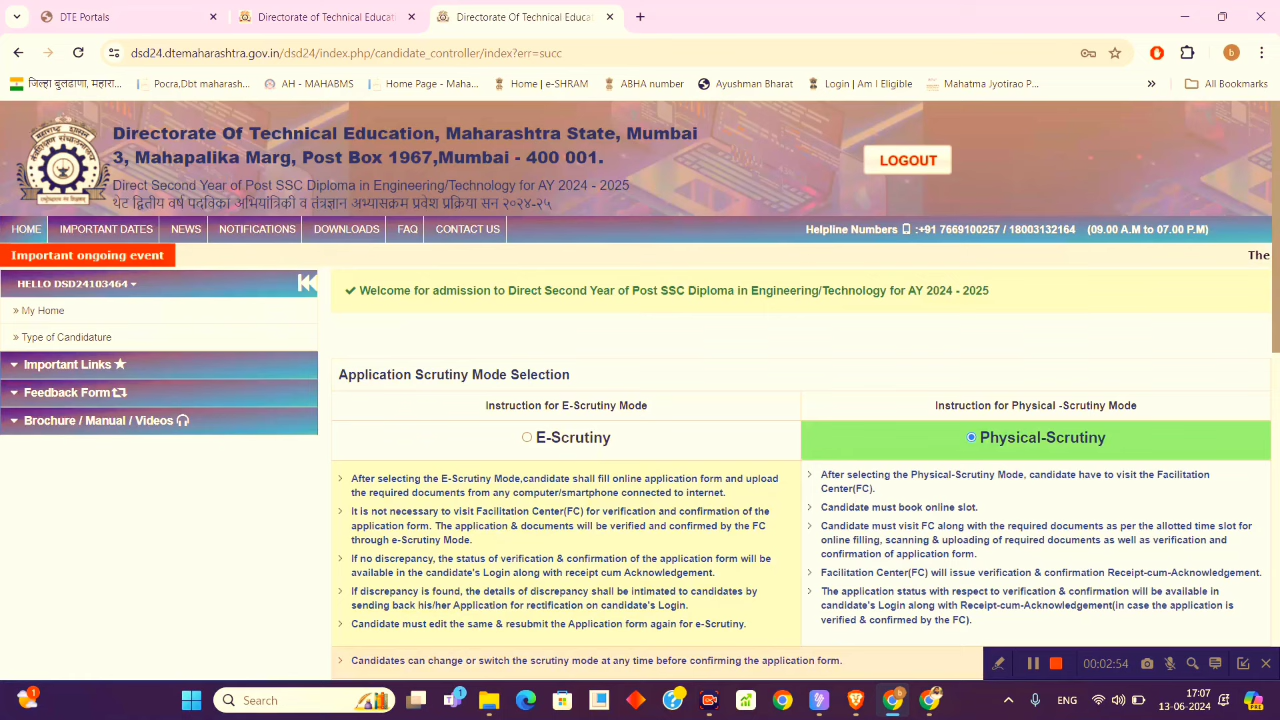 DTE Portals
Directorate of Technical Educati
Directorate Of Technical Educat
dsd24.dtemaharashtra.gov.in/dsd24/index.php/candidate_controller/index?err=succ
b
जिल्हा बुलढाणा, महारा...
Pocra,Dbt maharash...
AH - MAHABMS
Home Page - Maha...
Home | e-SHRAM
ABHA number
Ayushman Bharat
Login | Am I Eligible
Mahatma Jyotirao P...
All Bookmarks
Directorate Of Technical Education, Maharashtra State, Mumbai
3, Mahapalika Marg, Post Box 1967,Mumbai - 400 001.
Direct Second Year of Post SSC Diploma in Engineering/Technology for AY 2024 - 2025
थेट द्वितीय वर्ष पदविका अभियांत्रिकी व तंत्रज्ञान अभ्यासक्रम प्रवेश प्रक्रिया सन २०२४-२५
LOGOUT
HOME IMPORTANT DATES NEWS NOTIFICATIONS DOWNLOADS FAQ CONTACT US
Helpline Numbers :+91 7669100257 / 18003132164 (09.00 A.M to 07.00 P.M)
Important ongoing event
The
HELLO DSD24103464
» My Home
» Type of Candidature
Important Links
Feedback Form
Brochure / Manual / Videos
Welcome for admission to Direct Second Year of Post SSC Diploma in Engineering/Technology for AY 2024 - 2025
Application Scrutiny Mode Selection
Instruction for E-Scrutiny Mode
E-Scrutiny
After selecting the E-Scrutiny Mode,candidate shall fill online application form and upload
the required documents from any computer/smartphone connected to internet.
It is not necessary to visit Facilitation Center(FC) for verification and confirmation of the
application form. The application & documents will be verified and confirmed by the FC
through e-Scrutiny Mode.
If no discrepancy, the status of verification & confirmation of the application form will be
available in the candidate's Login along with receipt cum Acknowledgement.
If discrepancy is found, the details of discrepancy shall be intimated to candidates by
sending back his/her Application for rectification on candidate's Login.
Candidate must edit the same & resubmit the Application form again for e-Scrutiny.
Instruction for Physical -Scrutiny Mode
Physical-Scrutiny
After selecting the Physical-Scrutiny Mode, candidate have to visit the Facilitation
Center(FC).
Candidate must book online slot.
Candidate must visit FC along with the required documents as per the allotted time slot for
online filling, scanning & uploading of required documents as well as verification and
confirmation of application form.
Facilitation Center(FC) will issue verification & confirmation Receipt-cum-Acknowledgement.
The application status with respect to verification & confirmation will be available in
candidate's Login along with Receipt-cum-Acknowledgement(in case the application is
verified & confirmed by the FC).
Candidates can change or switch the scrutiny mode at any time before confirming the application form.
00:02:54
1
Search
1
b
ENG
17:07
13-06-2024